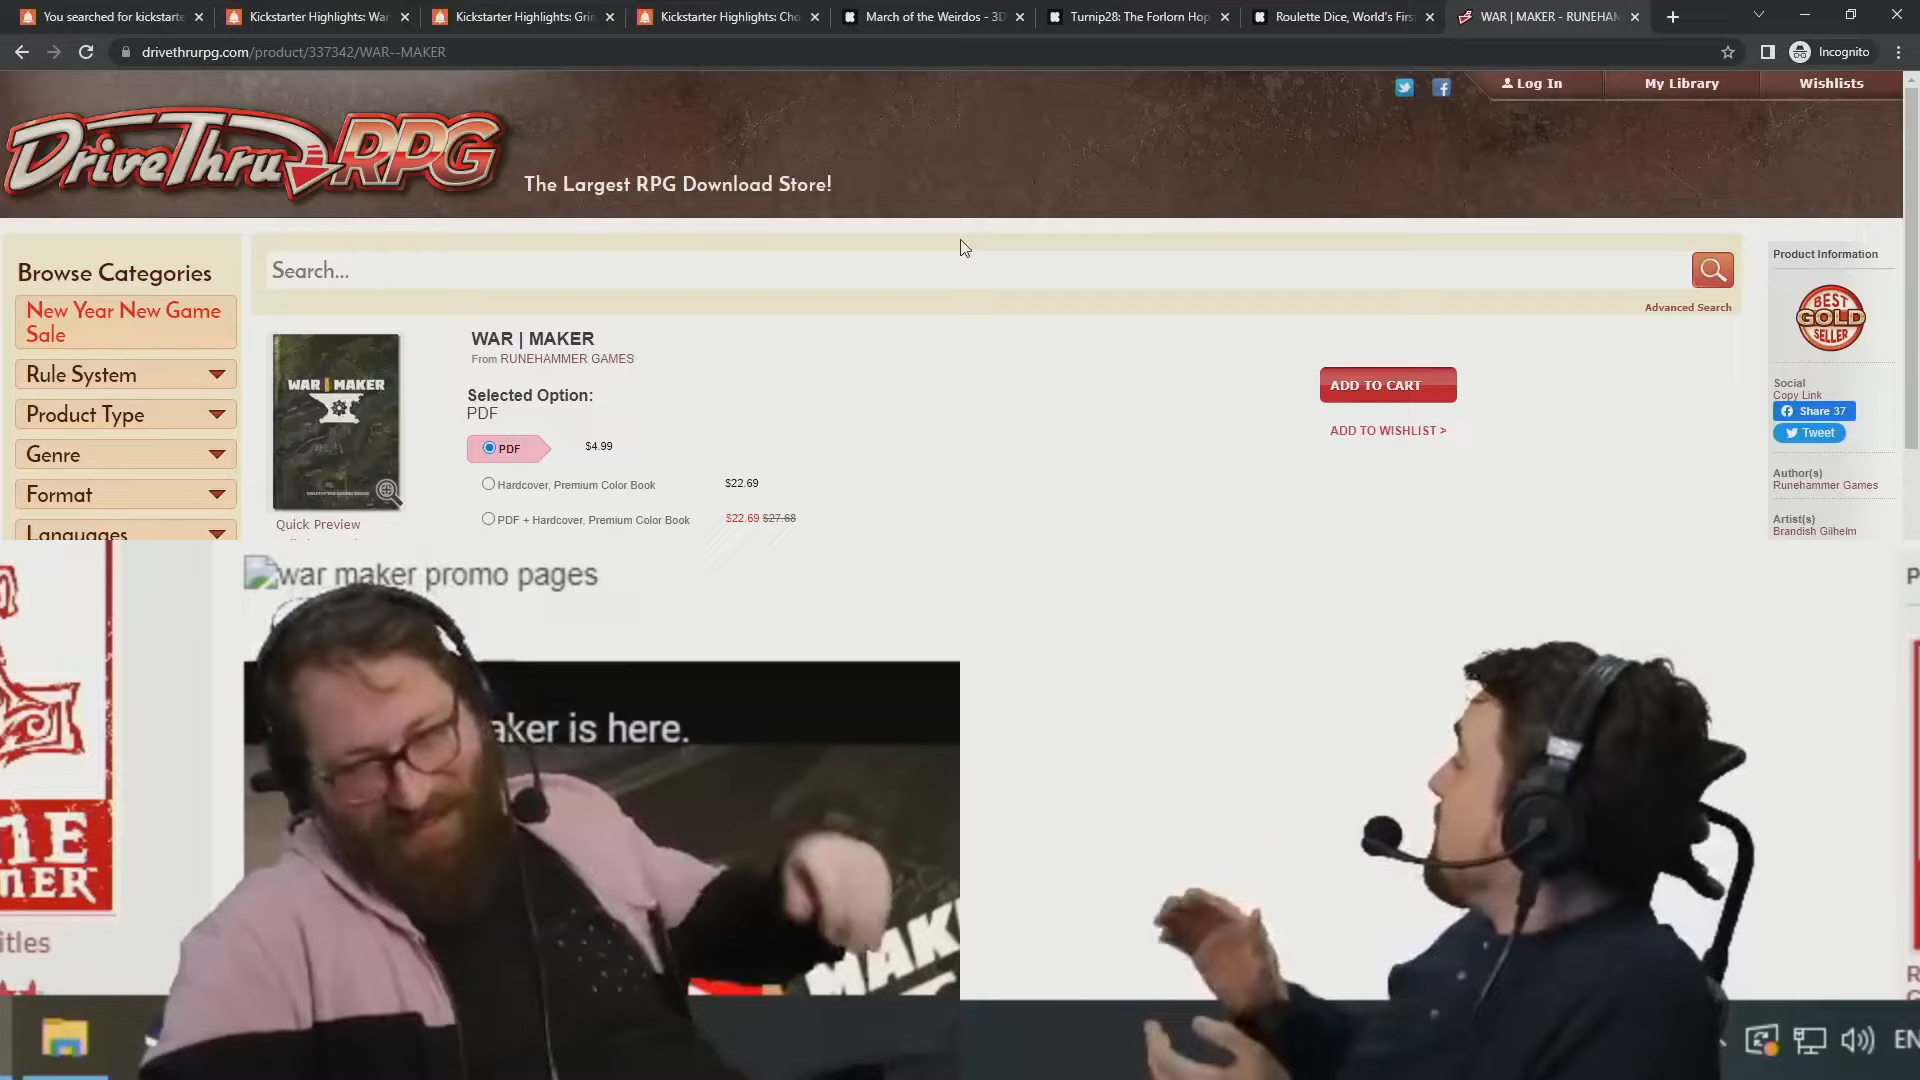 You searched for kickstarte
Kickstarter Highlights: War
Kickstarter Highlights: Grin
Kickstarter Highlights: Cho
March of the Weirdos - 3D
Turnip28: The Forlorn Hop
Roulette Dice, World's Firs
WAR | MAKER - RUNEHAM
drivethrurpg.com/product/337342/WAR--MAKER
Incognito
Log In
My Library
Wishlists
DriveThruRPG
The Largest RPG Download Store!
Browse Categories
New Year New Game
Sale
Rule System
Product Type
Genre
Format
Languages
Search...
Advanced Search
WAR | MAKER
WAR | MAKER
From RUNEHAMMER GAMES
Selected Option:
PDF
PDF $4.99
Hardcover, Premium Color Book $22.69
PDF + Hardcover, Premium Color Book $22.69 $27.68
Quick Preview
ADD TO CART
ADD TO WISHLIST >
Product Information
BEST
GOLD
SELLER
Social
Copy Link
Share 37
Tweet
Author(s)
Runehammer Games
Artist(s)
Brandish Gilhelm
war maker promo pages
aker is here.
MAK
itles
EN